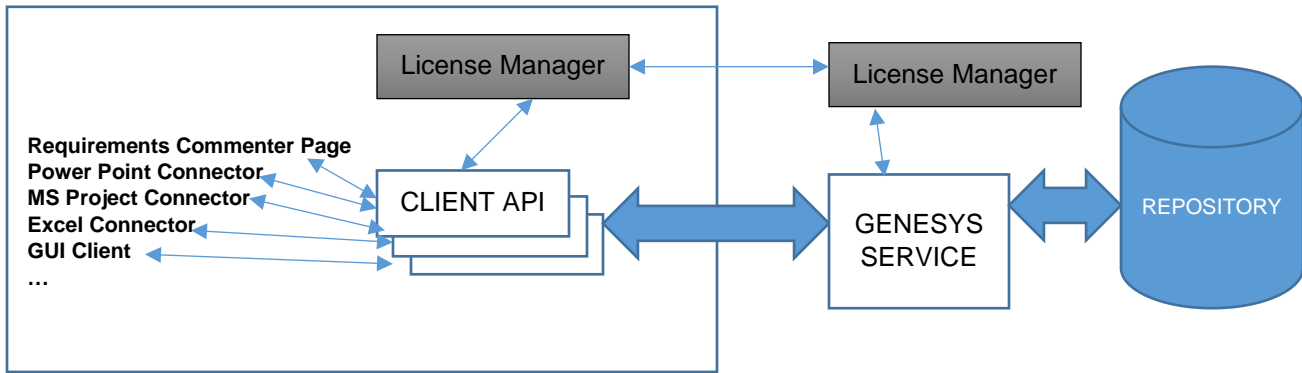 License Manager
License Manager
Requirements Commenter Page
Power Point Connector
MS Project Connector
Excel Connector
GUI Client
…
CLIENT API
GENESYS
SERVICE
REPOSITORY